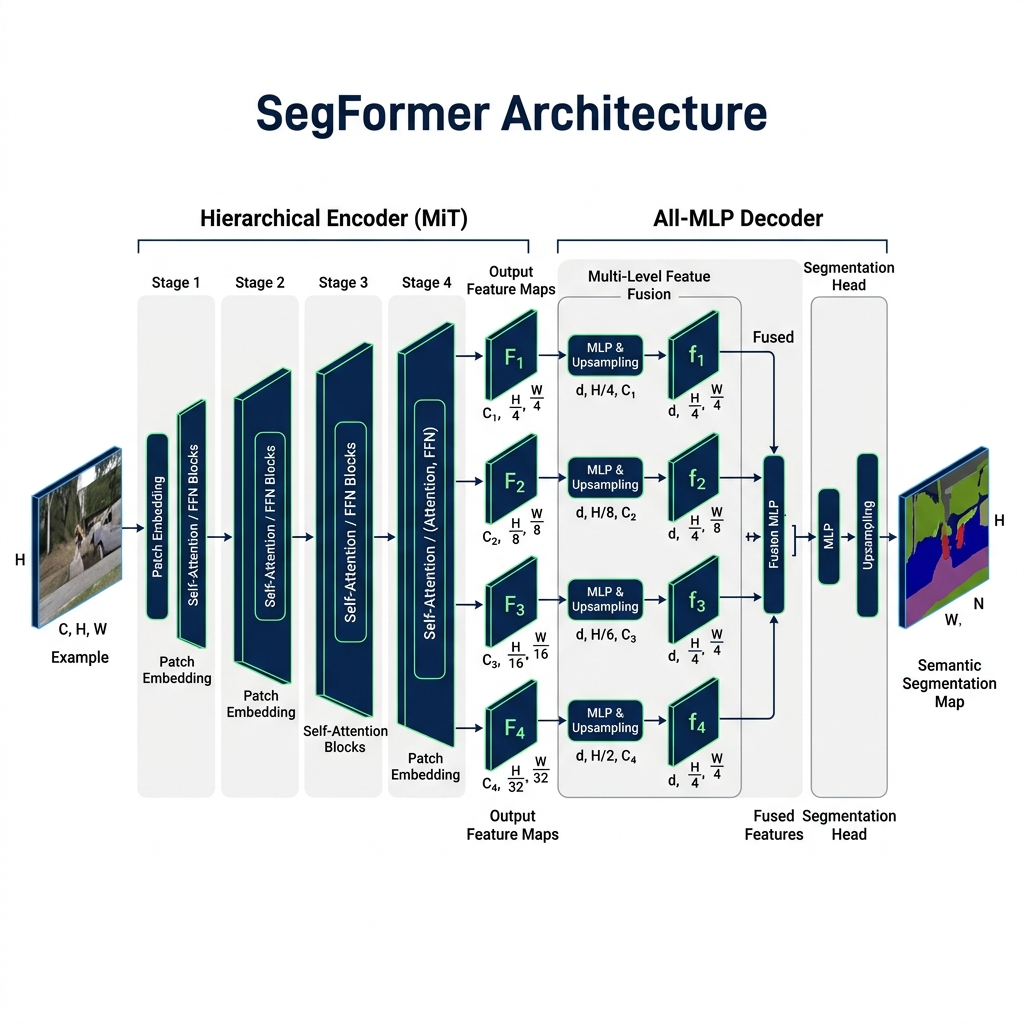 SegFormer Architecture
Hierarchical Encoder (MiT)
All-MLP Decoder
Stage 1
Stage 2
Stage 3
Stage 4
Output
Feature Maps
Multi-Level Featue
Fusion
Segmentation
Head
Patch Embedding
Self-Attention / FFN Blocks
Self-Attention / FFN Blocks
Self-Attention / FFN Blocks
Self-Attention / (Attention, FFN)
H
C, H, W
Example
Patch
Embedding
Patch
Embedding
Self-Attention
Blocks
Patch
Embedding
F₁
C₁, H/4, W/4
F₂
C₂, H/8, W/8
F₃
C₃, H/16, W/16
F₄
C₄, H/32, W/32
Output
Feature Maps
MLP &
Upsampling
d, H/4, C₁
f₁
d, H/4, W/4
MLP &
Upsampling
d, H/8, C₂
f₂
d, H/4, W/8
MLP &
Upsampling
d, H/6, C₃
f₃
d, H/4, W/4
MLP &
Upsampling
d, H/2, C₄
f₄
d, H/4, W/4
Fused
Fusion MLP
Fused
Features
MLP
Upsampling
Segmentation
Head
H
N
W,
Semantic
Segmentation
Map